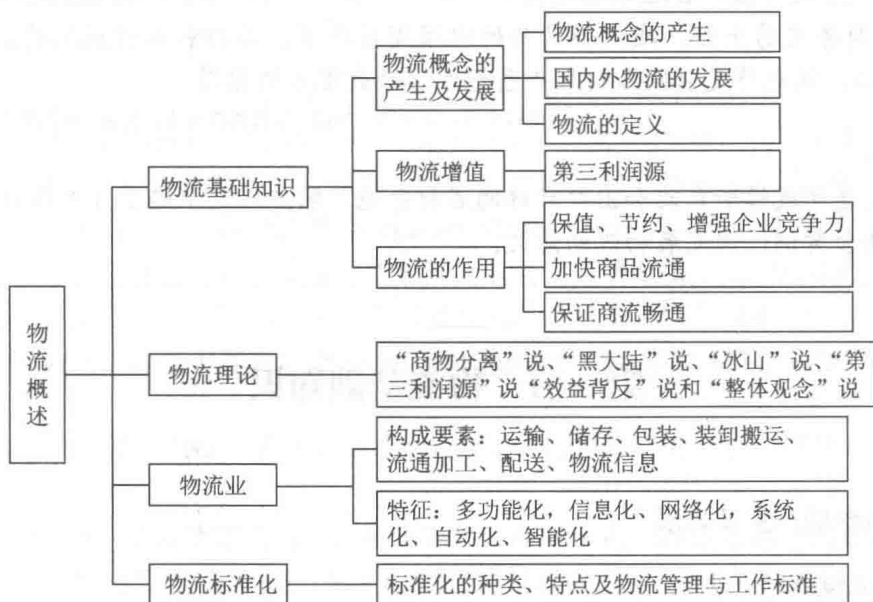 物流概述
物流基础知识
物流概念的
产生及发展
物流概念的产生
国内外物流的发展
物流的定义
物流增值
第三利润源
物流的作用
保值、节约、增强企业竞争力
加快商品流通
保证商流畅通
物流理论
“商物分离”说、“黑大陆”说、“冰山”说、“第
三利润源”说“效益背反”说和“整体观念”说
物流业
构成要素：运输、储存、包装、装卸搬运、
流通加工、配送、物流信息
特征：多功能化，信息化、网络化，系统
化、自动化、智能化
物流标准化
标准化的种类、特点及物流管理与工作标准